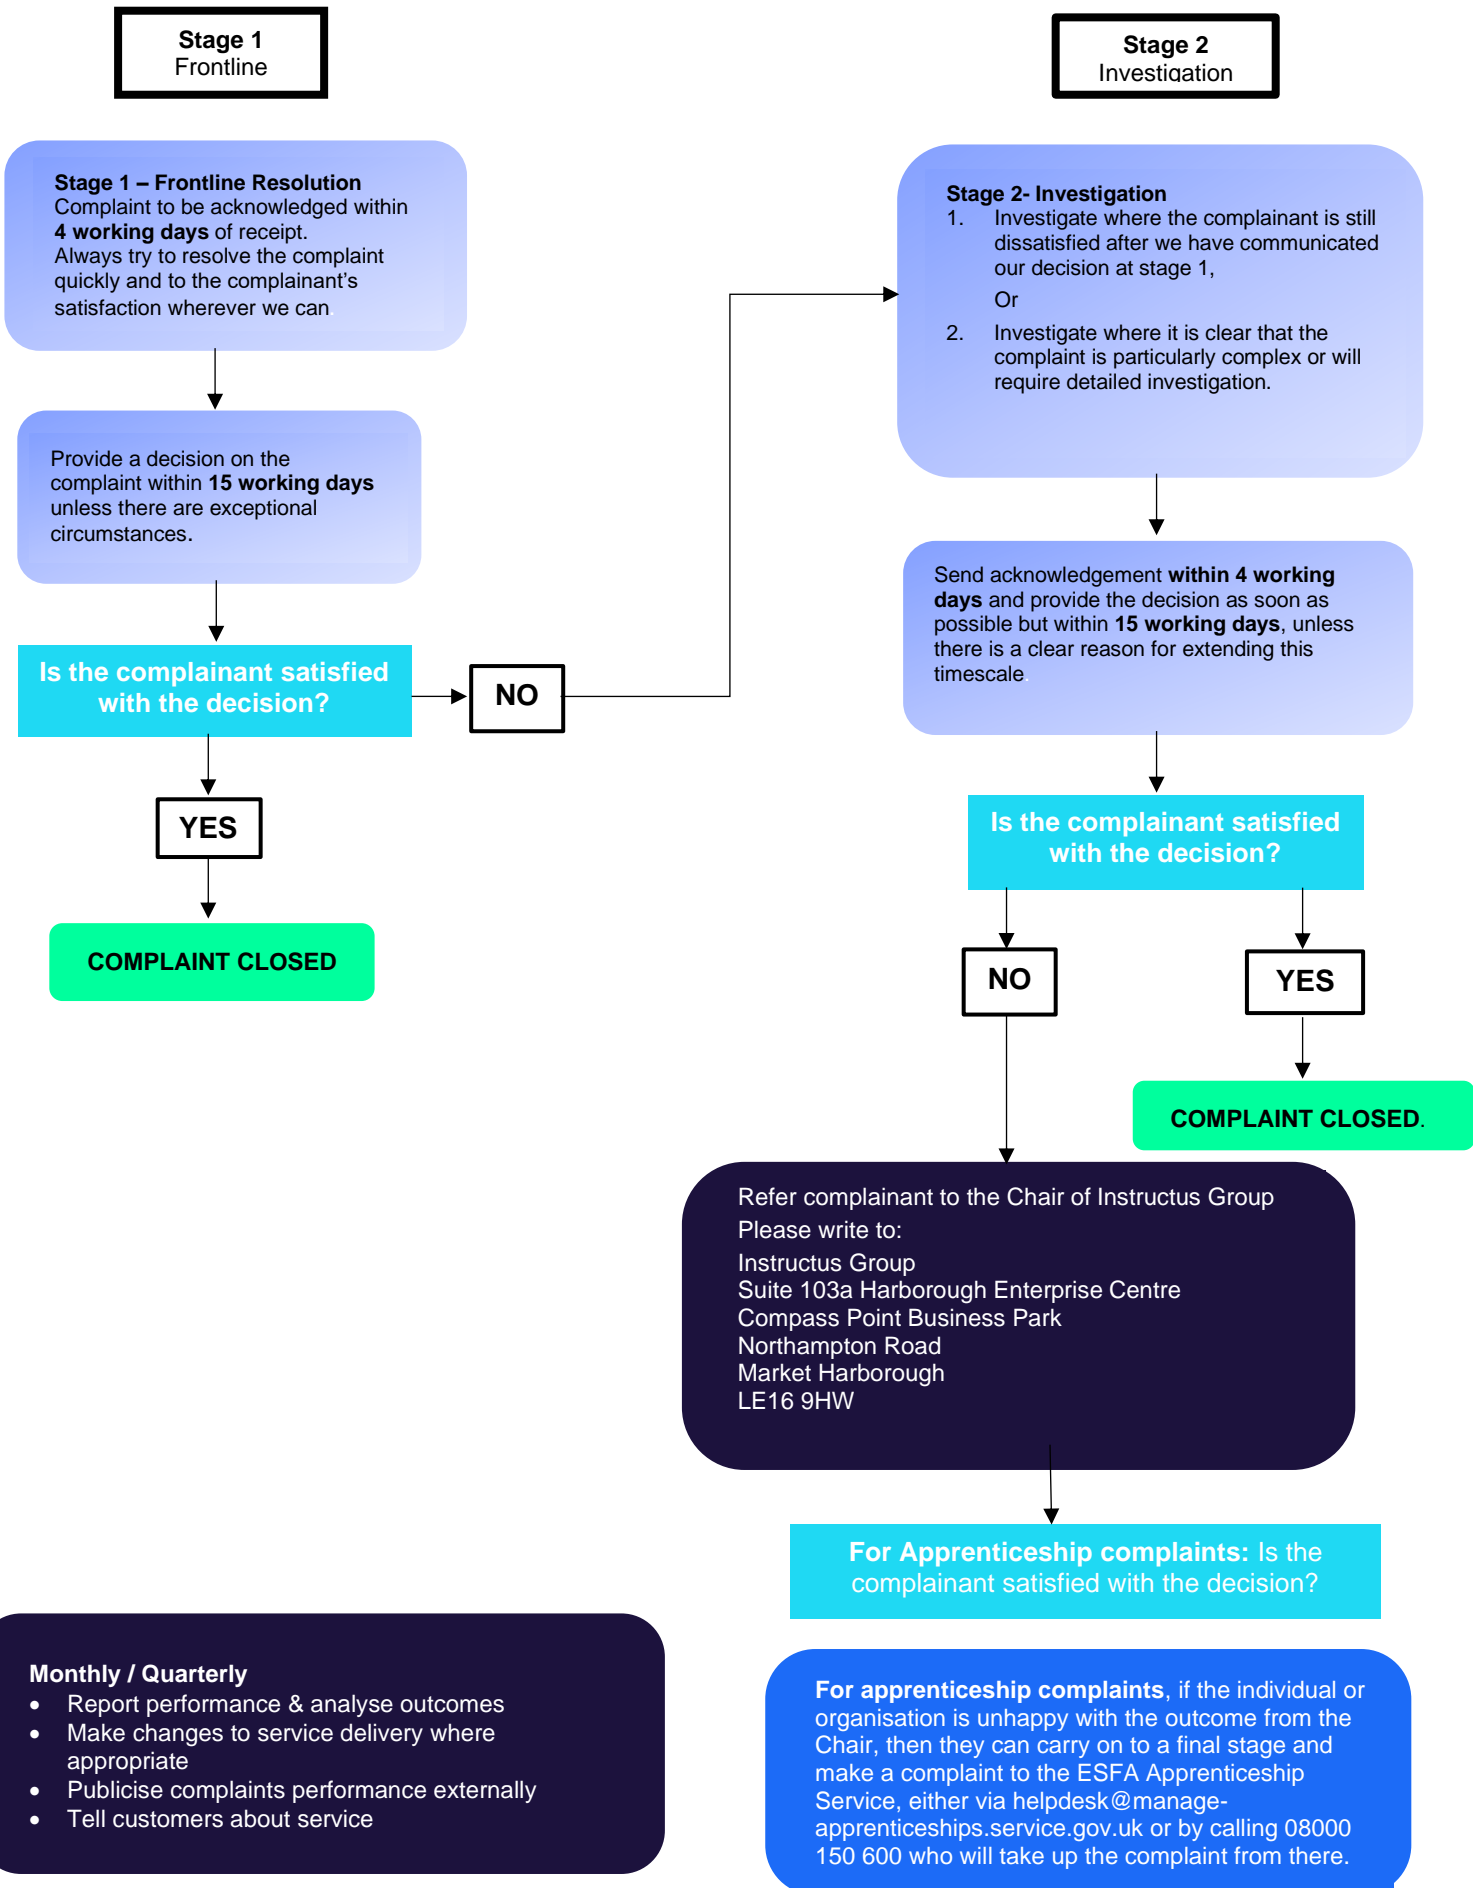 Stage 1
Frontline
Stage 1 – Frontline Resolution
Complaint to be acknowledged within
4 working days of receipt.
Always try to resolve the complaint
quickly and to the complainant’s
satisfaction wherever we can.
Provide a decision on the
complaint within 15 working days
unless there are exceptional
circumstances.
Is the complainant satisfied
with the decision?
NO
YES
COMPLAINT CLOSED
Stage 2
Investigation
Stage 2- Investigation
1. Investigate where the complainant is still
dissatisfied after we have communicated
our decision at stage 1,
Or
2. Investigate where it is clear that the
complaint is particularly complex or will
require detailed investigation.
Send acknowledgement within 4 working
days and provide the decision as soon as
possible but within 15 working days, unless
there is a clear reason for extending this
timescale.
Is the complainant satisfied
with the decision?
NO
YES
COMPLAINT CLOSED.
Refer complainant to the Chair of Instructus Group
Please write to:
Instructus Group
Suite 103a Harborough Enterprise Centre
Compass Point Business Park
Northampton Road
Market Harborough
LE16 9HW
For Apprenticeship complaints: Is the
complainant satisfied with the decision?
Monthly / Quarterly
• Report performance & analyse outcomes
• Make changes to service delivery where
appropriate
• Publicise complaints performance externally
• Tell customers about service
For apprenticeship complaints, if the individual or
organisation is unhappy with the outcome from the
Chair, then they can carry on to a final stage and
make a complaint to the ESFA Apprenticeship
Service, either via helpdesk@manage-
apprenticeships.service.gov.uk or by calling 08000
150 600 who will take up the complaint from there.